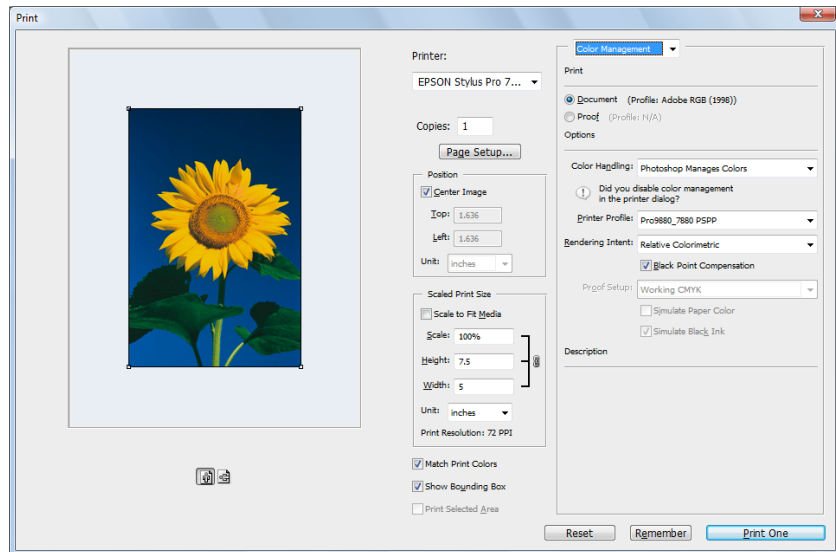 Print
Printer:
EPSON Stylus Pro 7...
Copies: 1
Page Setup...
Position
Center Image
Top: 1.636
Left: 1.636
Unit: inches
Scaled Print Size
Scale to Fit Media
Scale: 100%
Height: 7.5
Width: 5
Unit: inches
Print Resolution: 72 PPI
Match Print Colors
Show Bounding Box
Print Selected Area
Color Management
Print
Document (Profile: Adobe RGB (1998))
Proof (Profile: N/A)
Options
Color Handling: Photoshop Manages Colors
Did you disable color management
in the printer dialog?
Printer Profile: Pro9880_7880 PSPP
Rendering Intent: Relative Colorimetric
Black Point Compensation
Proof Setup: Working CMYK
Simulate Paper Color
Simulate Black Ink
Description
Reset Remember Print One